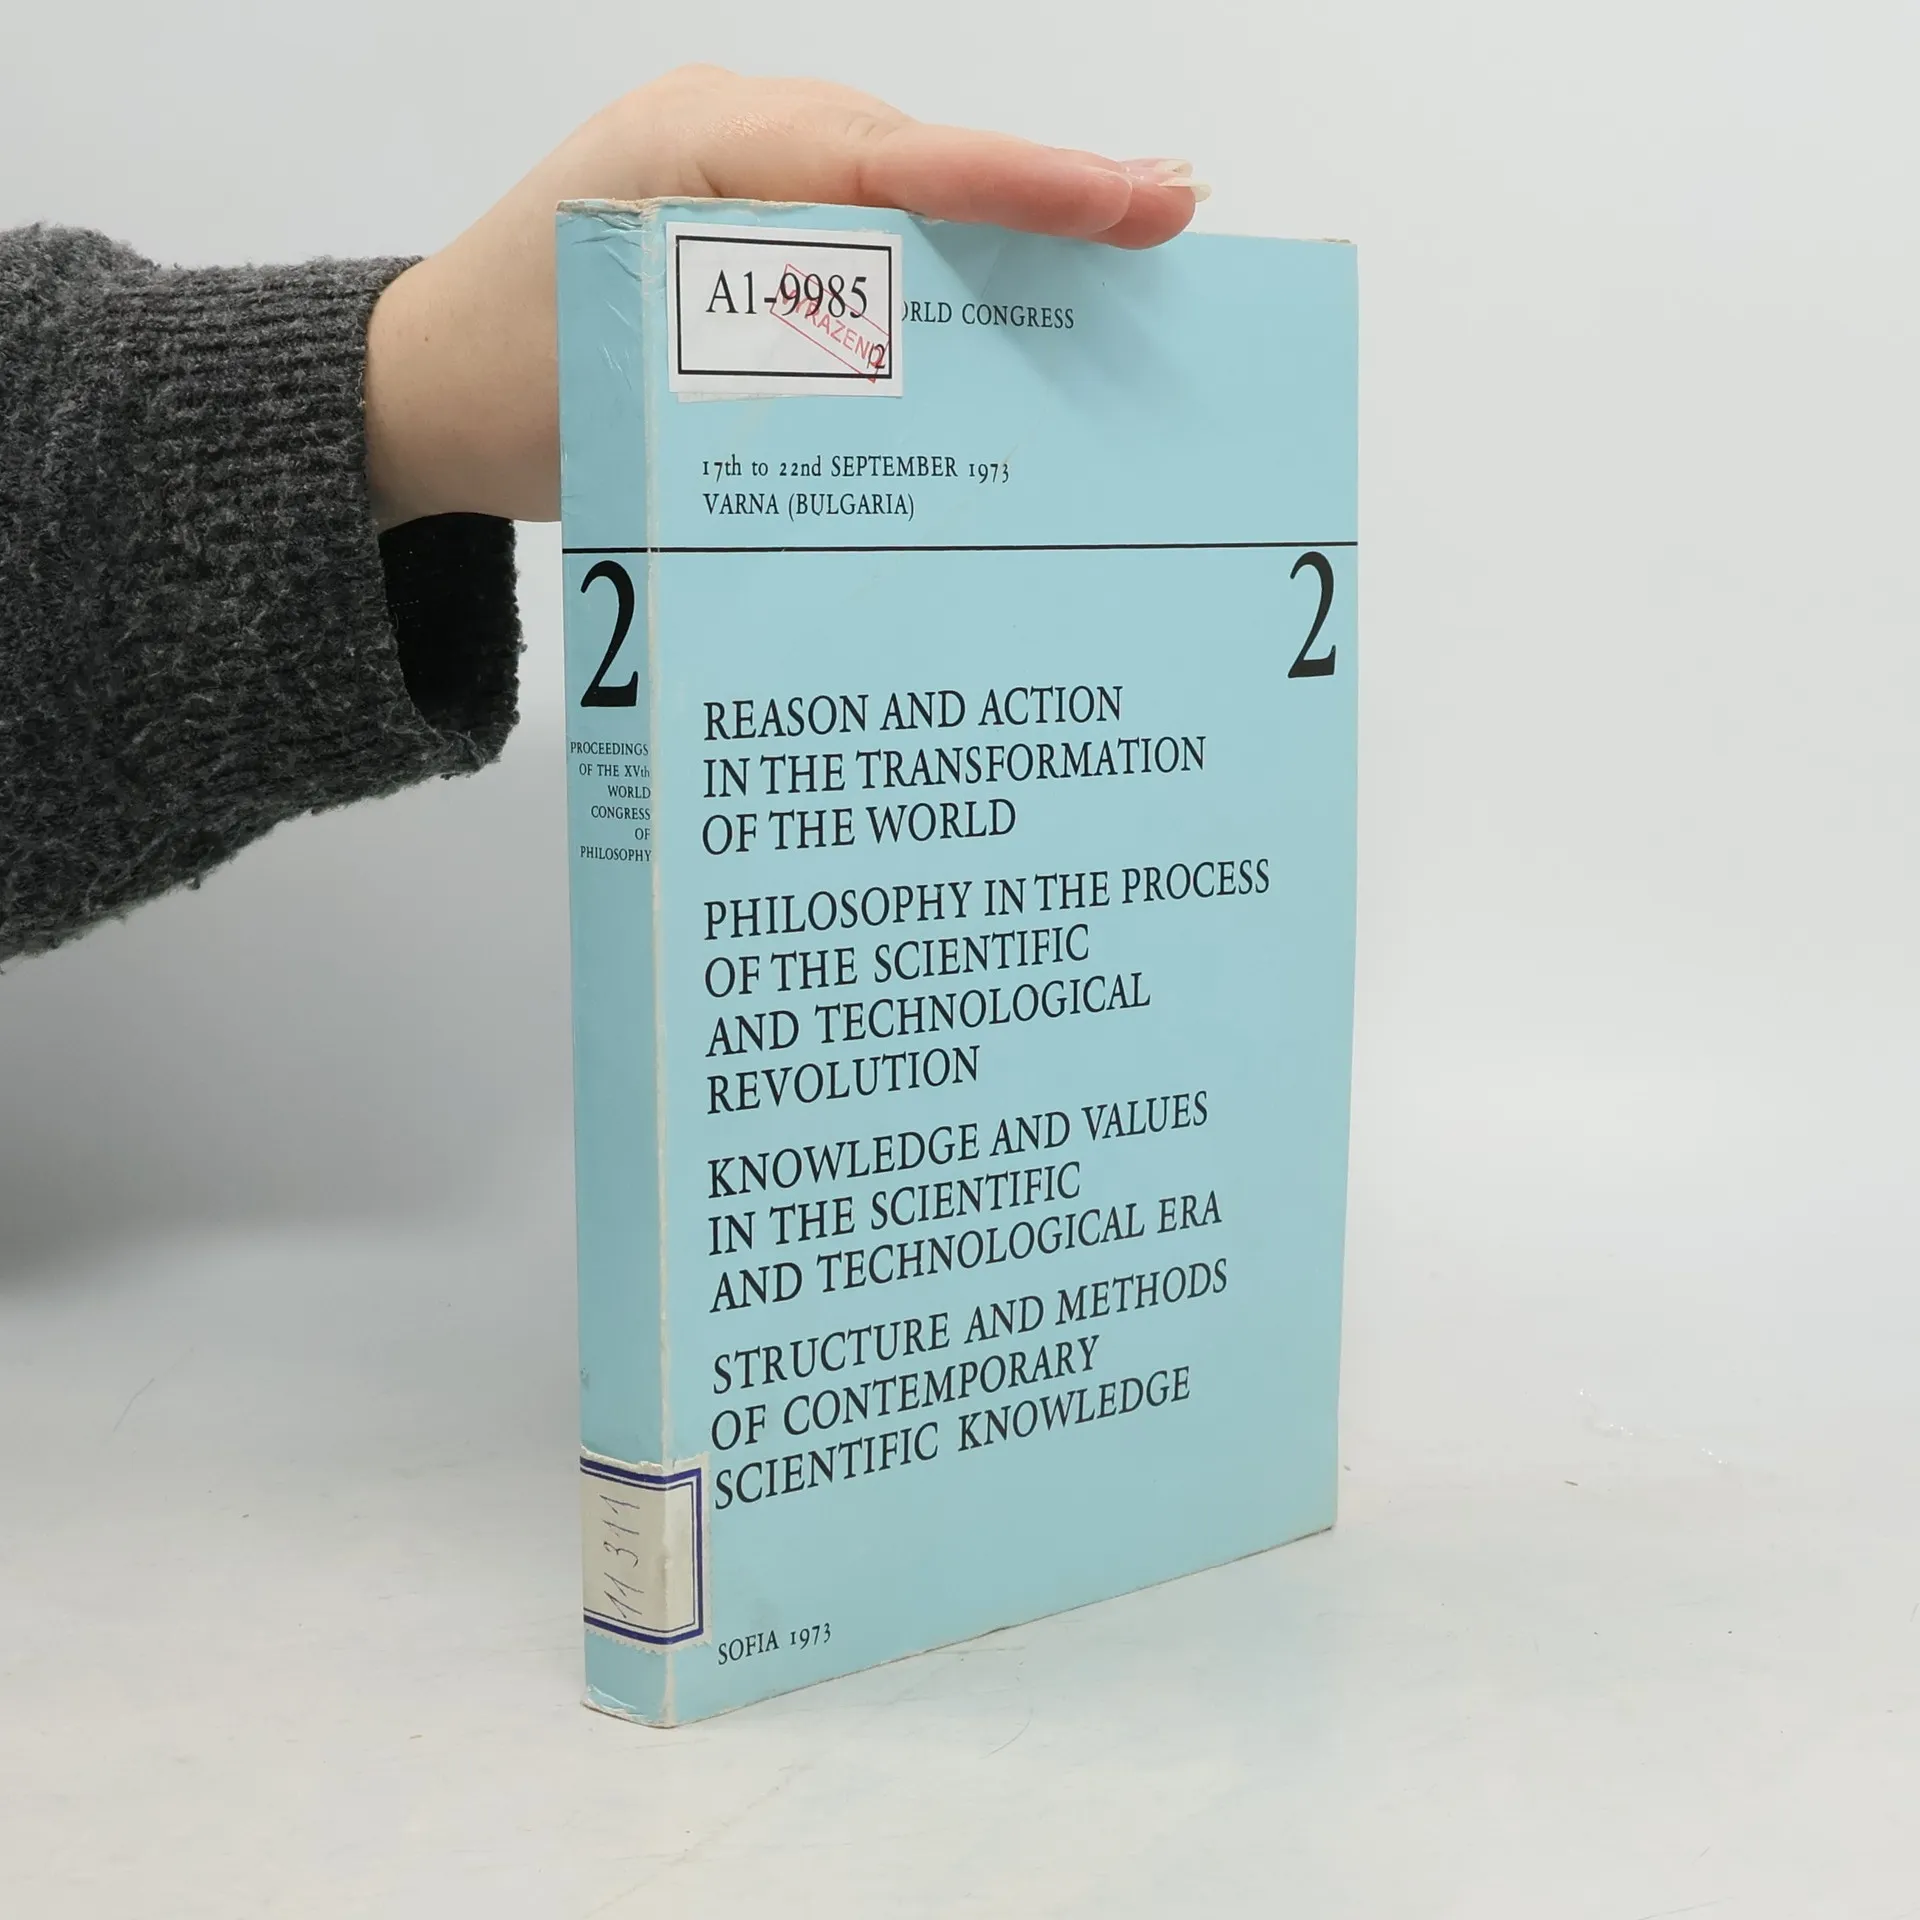 A1-9985
VYŘAZENO
2
WORLD CONGRESS
17th to 22nd SEPTEMBER 1973
VARNA (BULGARIA)
2
2
PROCEEDINGS
OF THE XVth
WORLD
CONGRESS
OF
PHILOSOPHY
REASON AND ACTION
IN THE TRANSFORMATION
OF THE WORLD
PHILOSOPHY IN THE PROCESS
OF THE SCIENTIFIC
AND TECHNOLOGICAL
REVOLUTION
KNOWLEDGE AND VALUES
IN THE SCIENTIFIC
AND TECHNOLOGICAL ERA
STRUCTURE AND METHODS
OF CONTEMPORARY
SCIENTIFIC KNOWLEDGE
11311
SOFIA 1973